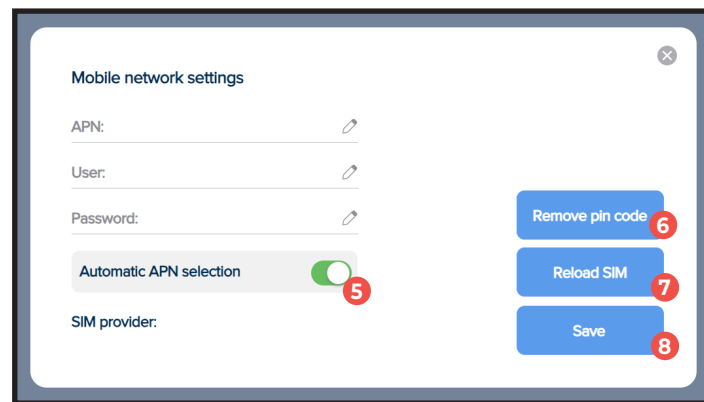 Mobile network settings
APN:
User:
Password:
Automatic APN selection
5
SIM provider:
Remove pin code
6
Reload SIM
7
Save
8